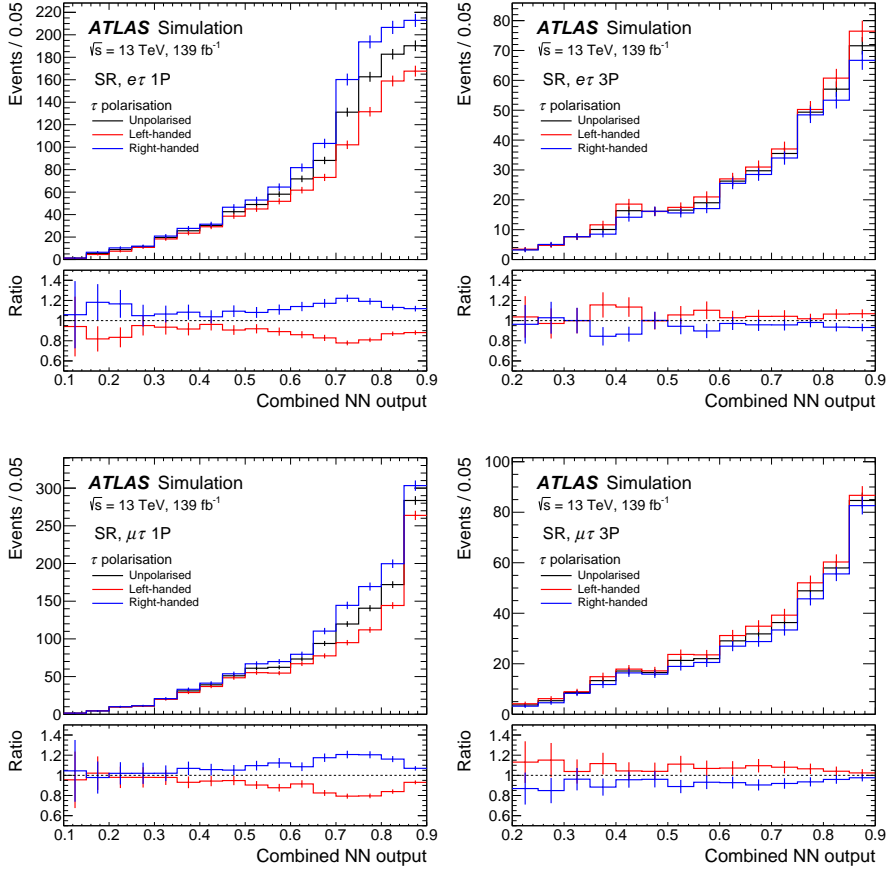 Events / 0.05
220
200
180
160
140
120
100
80
60
40
20
0
ATLAS Simulation
√s = 13 TeV, 139 fb-1
SR, eτ 1P
τ polarisation
Unpolarised
Left-handed
Right-handed
Ratio
1.4
1.2
1
0.8
0.6
0.1 0.2 0.3 0.4 0.5 0.6 0.7 0.8 0.9
Combined NN output
Events / 0.05
80
70
60
50
40
30
20
10
0
ATLAS Simulation
√s = 13 TeV, 139 fb-1
SR, eτ 3P
τ polarisation
Unpolarised
Left-handed
Right-handed
Ratio
1.4
1.2
1
0.8
0.6
0.2 0.3 0.4 0.5 0.6 0.7 0.8 0.9
Combined NN output
Events / 0.05
300
250
200
150
100
50
0
ATLAS Simulation
√s = 13 TeV, 139 fb-1
SR, μτ 1P
τ polarisation
Unpolarised
Left-handed
Right-handed
Ratio
1.4
1.2
1
0.8
0.6
0.1 0.2 0.3 0.4 0.5 0.6 0.7 0.8 0.9
Combined NN output
Events / 0.05
100
80
60
40
20
0
ATLAS Simulation
√s = 13 TeV, 139 fb-1
SR, μτ 3P
τ polarisation
Unpolarised
Left-handed
Right-handed
Ratio
1.4
1.2
1
0.8
0.6
0.2 0.3 0.4 0.5 0.6 0.7 0.8 0.9
Combined NN output